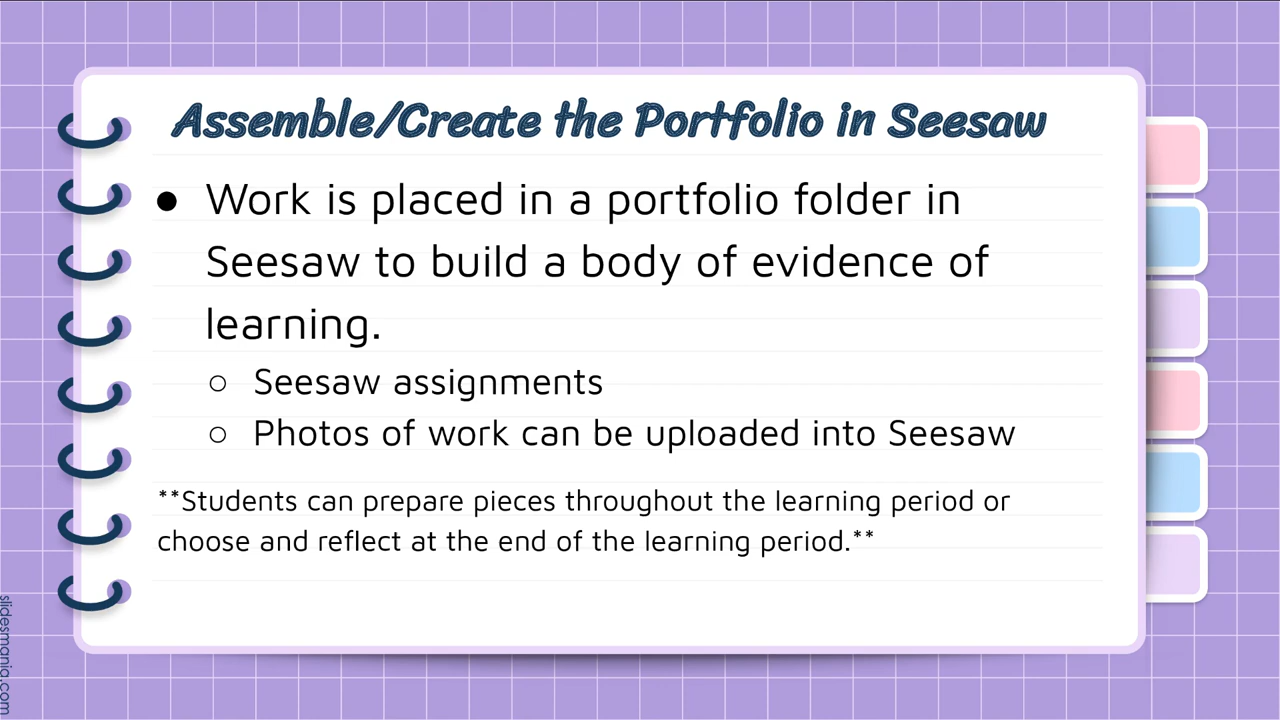 Assemble/Create the Portfolio in Seesaw
● Work is placed in a portfolio folder in
Seesaw to build a body of evidence of
learning.
○ Seesaw assignments
○ Photos of work can be uploaded into Seesaw
**Students can prepare pieces throughout the learning period or
choose and reflect at the end of the learning period.**
slidesmania.com